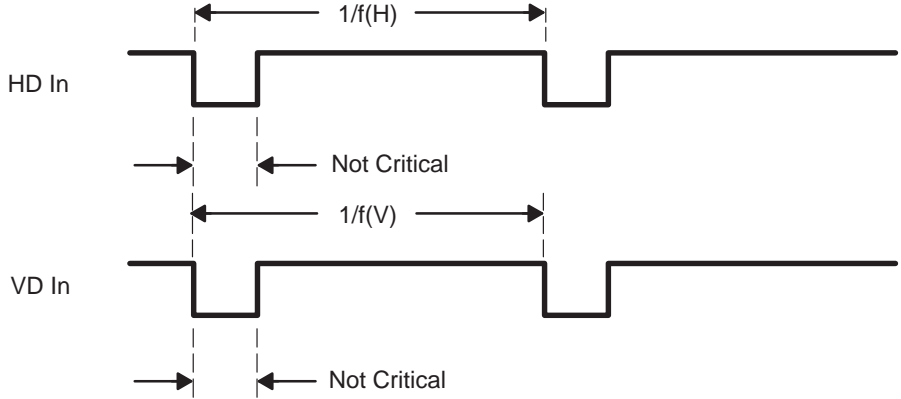 1/f(H)
HD In
Not Critical
1/f(V)
VD In
Not Critical